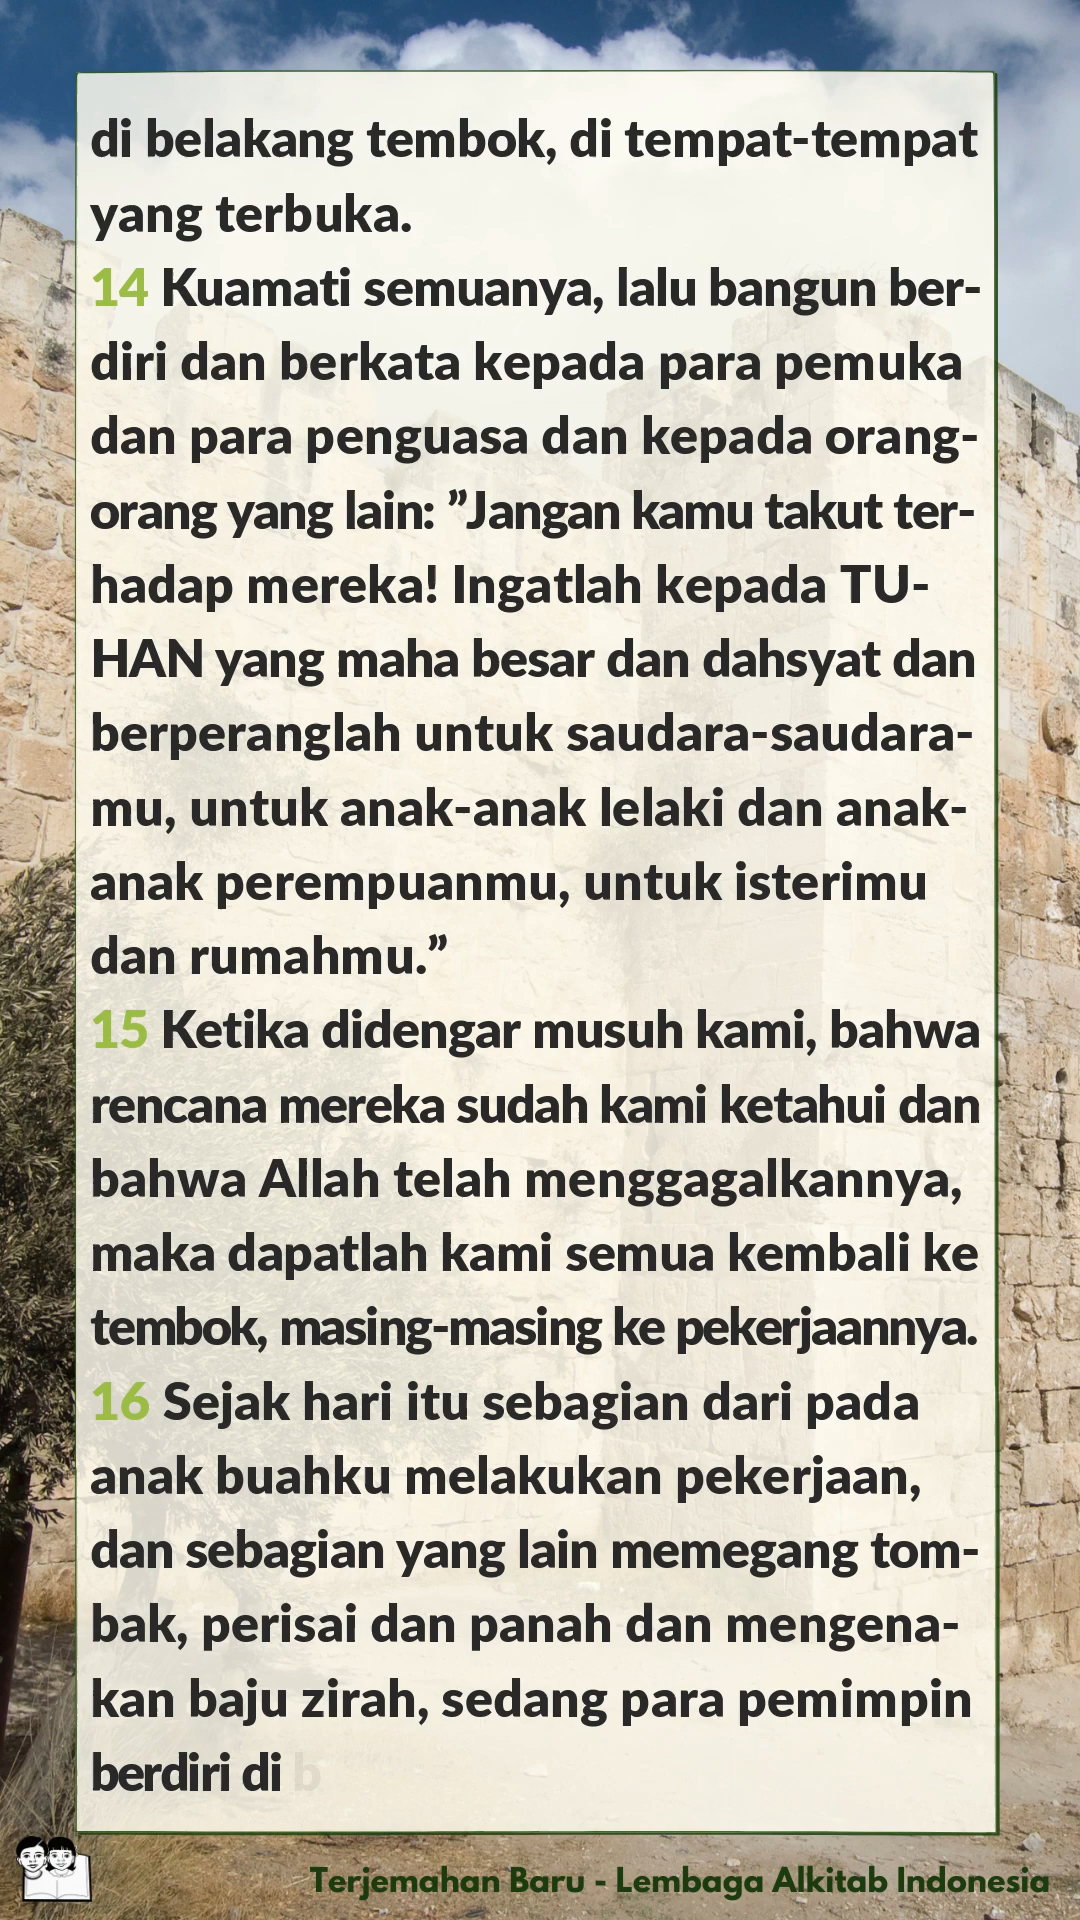 di belakang tembok, di tempat-tempat
yang terbuka.
14 Kuamati semuanya, lalu bangun ber-
diri dan berkata kepada para pemuka
dan para penguasa dan kepada orang-
orang yang lain: ”Jangan kamu takut ter-
hadap mereka! Ingatlah kepada TU-
HAN yang maha besar dan dahsyat dan
berperanglah untuk saudara-saudara-
mu, untuk anak-anak lelaki dan anak-
anak perempuanmu, untuk isterimu
dan rumahmu.”
15 Ketika didengar musuh kami, bahwa
rencana mereka sudah kami ketahui dan
bahwa Allah telah menggagalkannya,
maka dapatlah kami semua kembali ke
tembok, masing-masing ke pekerjaannya.
16 Sejak hari itu sebagian dari pada
anak buahku melakukan pekerjaan,
dan sebagian yang lain memegang tom-
bak, perisai dan panah dan mengena-
kan baju zirah, sedang para pemimpin
berdiri di b
Terjemahan Baru - Lembaga Alkitab Indonesia